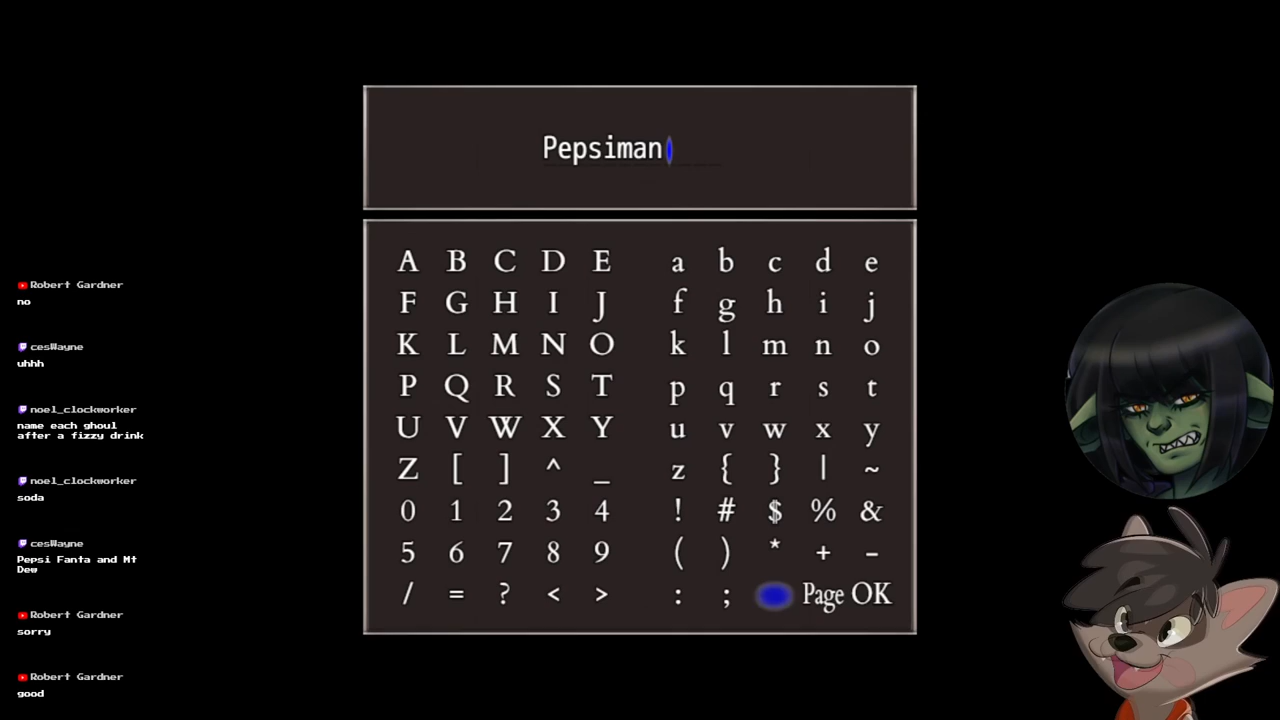 Pepsiman
A B C D E a b c d e
F G H I J f g h i j
K L M N O k l m n o
P Q R S T p q r s t
U V W X Y u v w x y
Z [ ] ^ _ z { } | ~
0 1 2 3 4 ! # $ % &
5 6 7 8 9 ( ) * + -
/ = ? < > : ; Page OK
Robert Gardner
no
cesWayne
uhhh
noel_clockworker
name each ghoul
after a fizzy drink
noel_clockworker
soda
cesWayne
Pepsi Fanta and Mt
Dew
Robert Gardner
sorry
Robert Gardner
good